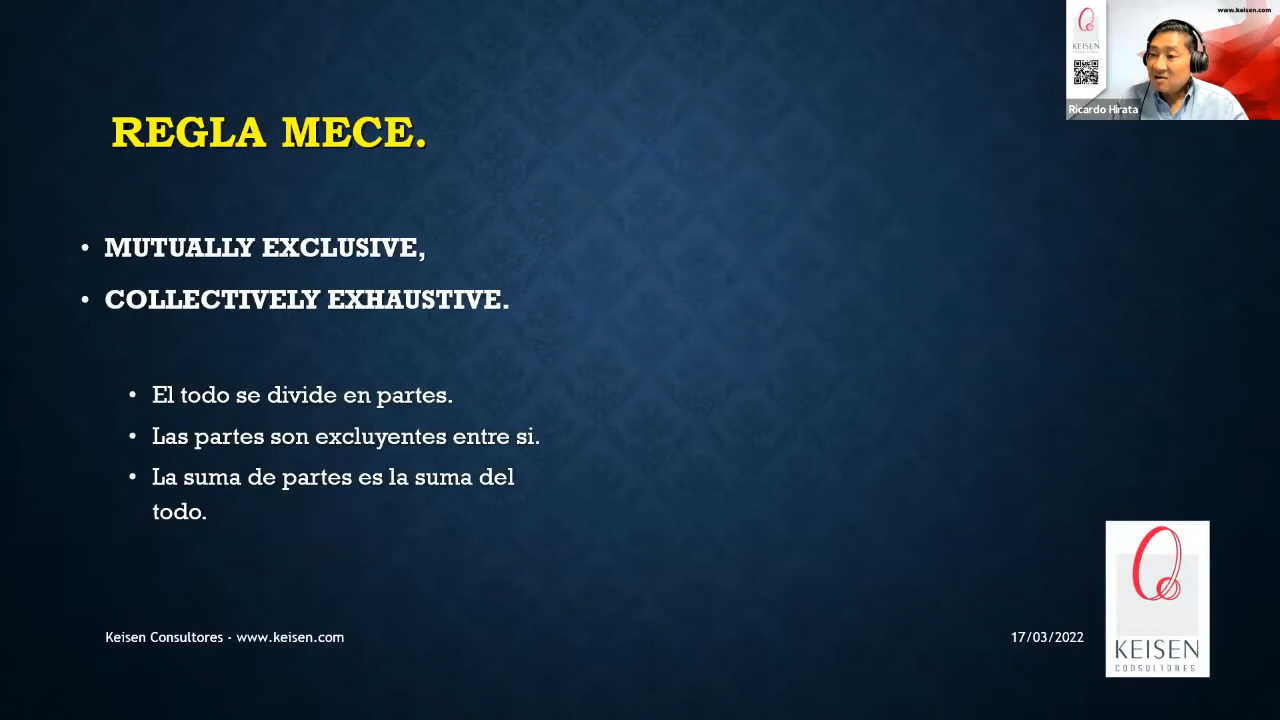 www.keisen.com
KEISEN
CONSULTORES
Ricardo Hirata
REGLA MECE.
• MUTUALLY EXCLUSIVE,
• COLLECTIVELY EXHAUSTIVE.
• El todo se divide en partes.
• Las partes son excluyentes entre si.
• La suma de partes es la suma del
todo.
Keisen Consultores - www.keisen.com
17/03/2022
KEISEN
CONSULTORES